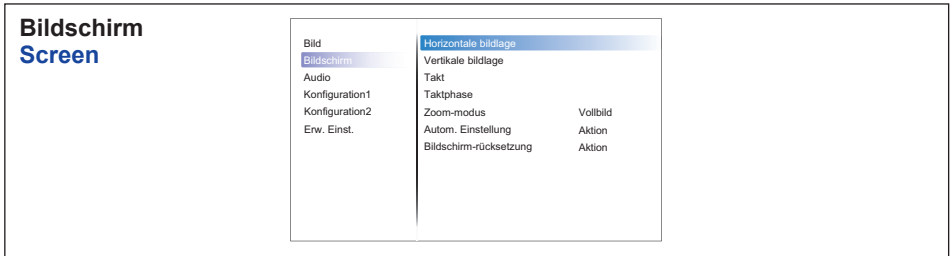 Bildschirm
Screen
Bild
Bildschirm
Audio
Konfiguration1
Konfiguration2
Erw. Einst.
Horizontale bildlage
Vertikale bildlage
Takt
Taktphase
Zoom-modus Vollbild
Autom. Einstellung Aktion
Bildschirm-rücksetzung Aktion